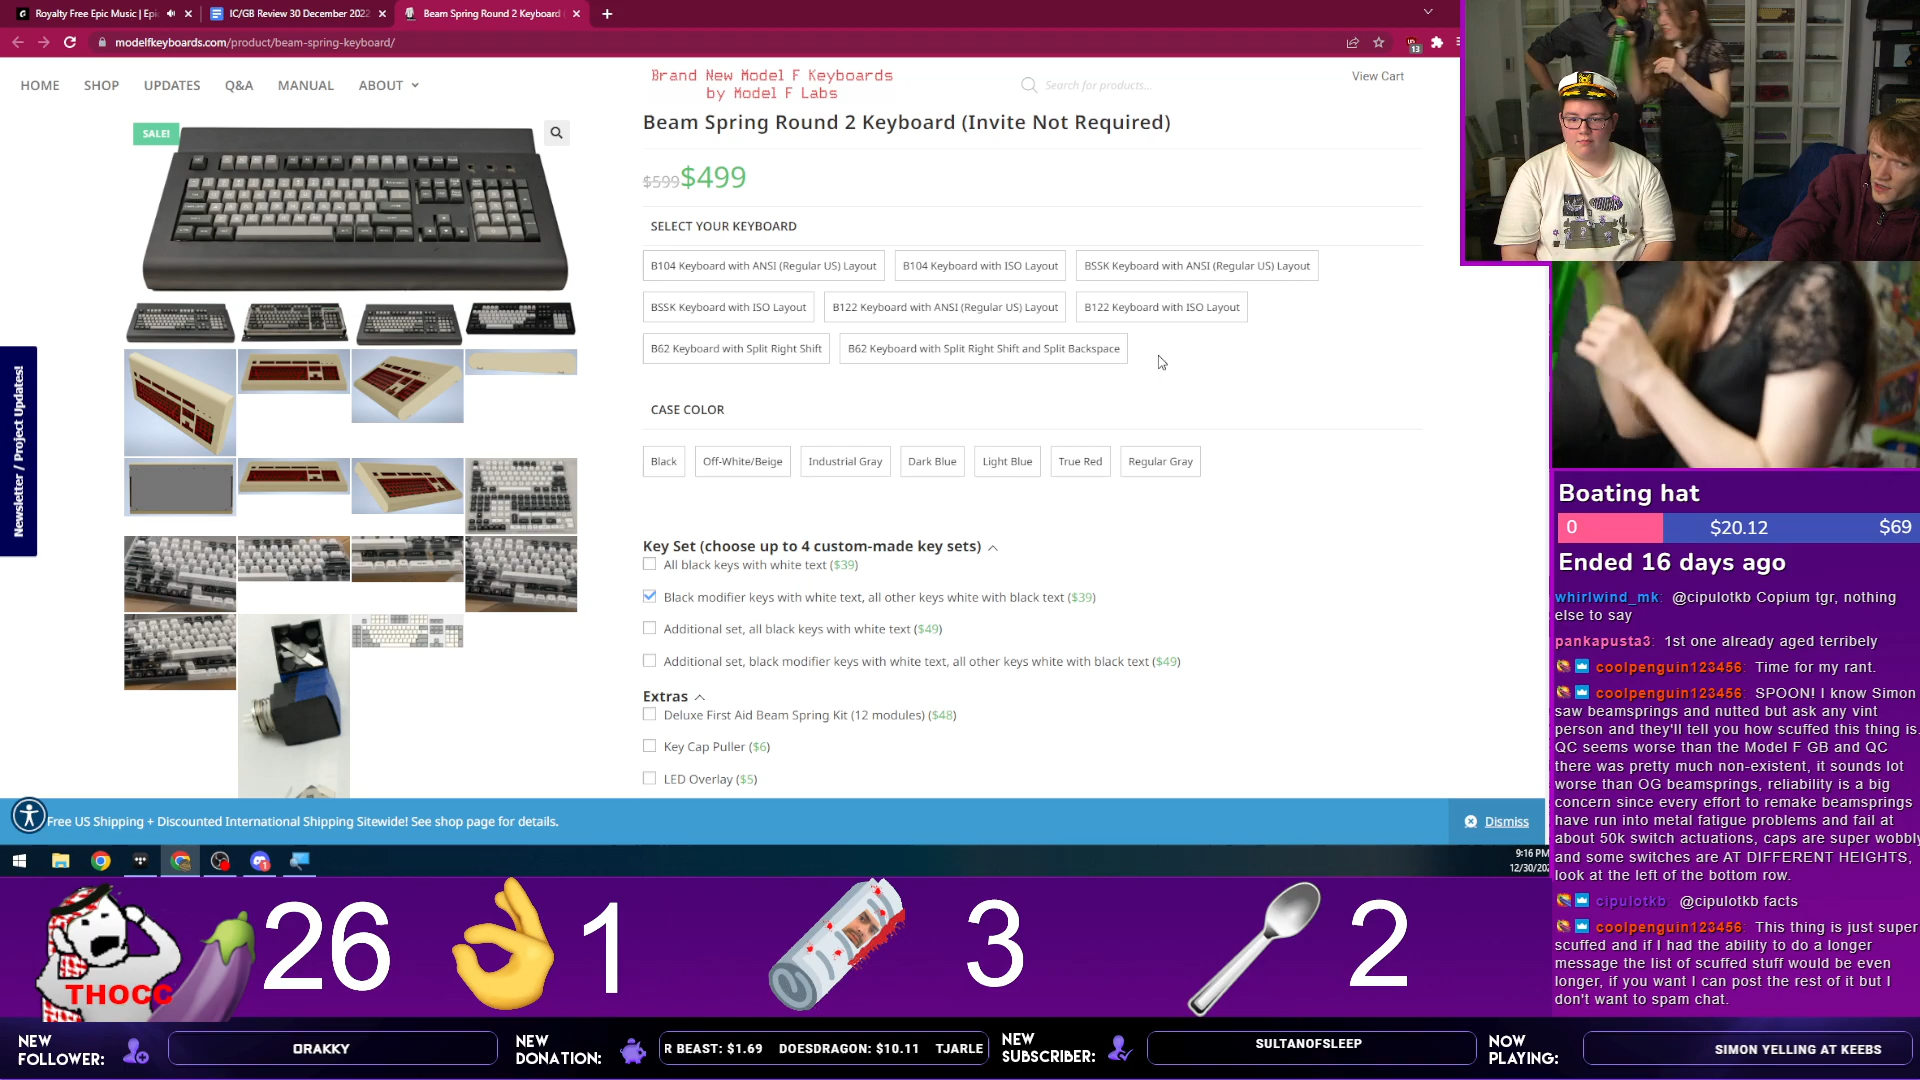 Royalty Free Epic Music | Epi
IC/GB Review 30 December 2022
Beam Spring Round 2 Keyboard
modelfkeyboards.com/product/beam-spring-keyboard/
13
HOME
SHOP
UPDATES
Q&A
MANUAL
ABOUT
Brand New Model F Keyboards
by Model F Labs
Search for products...
View Cart
SALE!
Beam Spring Round 2 Keyboard (Invite Not Required)
$599 $499
SELECT YOUR KEYBOARD
B104 Keyboard with ANSI (Regular US) Layout
B104 Keyboard with ISO Layout
BSSK Keyboard with ANSI (Regular US) Layout
BSSK Keyboard with ISO Layout
B122 Keyboard with ANSI (Regular US) Layout
B122 Keyboard with ISO Layout
B62 Keyboard with Split Right Shift
B62 Keyboard with Split Right Shift and Split Backspace
CASE COLOR
Black
Off-White/Beige
Industrial Gray
Dark Blue
Light Blue
True Red
Regular Gray
Key Set (choose up to 4 custom-made key sets)
All black keys with white text ($39)
Black modifier keys with white text, all other keys white with black text ($39)
Additional set, all black keys with white text ($49)
Additional set, black modifier keys with white text, all other keys white with black text ($49)
Extras
Deluxe First Aid Beam Spring Kit (12 modules) ($48)
Key Cap Puller ($6)
LED Overlay ($5)
Newsletter / Project Updates!
Free US Shipping + Discounted International Shipping Sitewide! See shop page for details.
Dismiss
9:16 PM
12/30/202
Boating hat
0
$20.12
$69
Ended 16 days ago
whirlwind_mk: @cipulotkb Copium tgr, nothing
else to say
pankapusta3: 1st one already aged terribely
coolpenguin123456: Time for my rant.
coolpenguin123456: SPOON! I know Simon
saw beamsprings and nutted but ask any vint
person and they'll tell you how scuffed this thing is.
QC seems worse than the Model F GB and QC
there was pretty much non-existent, it sounds lot
worse than OG beamsprings, reliability is a big
concern since every effort to remake beamsprings
have run into metal fatigue problems and fail at
about 50k switch actuations, caps are super wobbly
and some switches are AT DIFFERENT HEIGHTS,
look at the left of the bottom row.
cipulotkb: @cipulotkb facts
coolpenguin123456: This thing is just super
scuffed and if I had the ability to do a longer
message the list of scuffed stuff would be even
longer, if you want I can post the rest of it but I
don't want to spam chat.
THOCC
26
1
3
2
NEW
FOLLOWER:
DRAKKY
NEW
DONATION:
R BEAST: $1.69 DOESDRAGON: $10.11 TJARLE
NEW
SUBSCRIBER:
SULTANOFSLEEP
NOW
PLAYING:
SIMON YELLING AT KEEBS